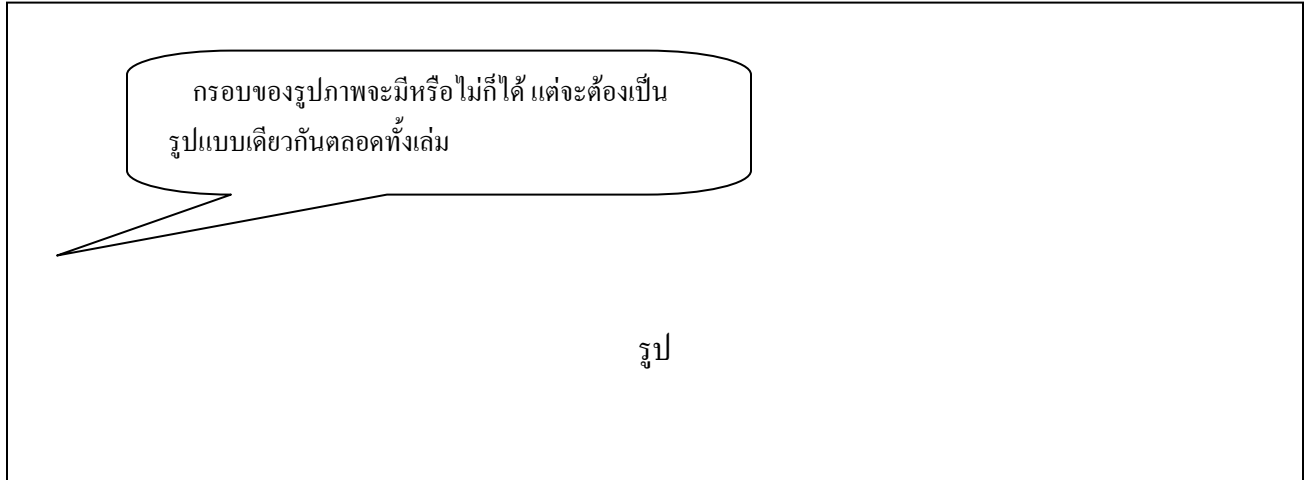 กรอบของรูปภาพจะมีหรือไม่ก็ได้ แต่จะต้องเป็น
รูปแบบเดียวกันตลอดทั้งเล่ม
รูป